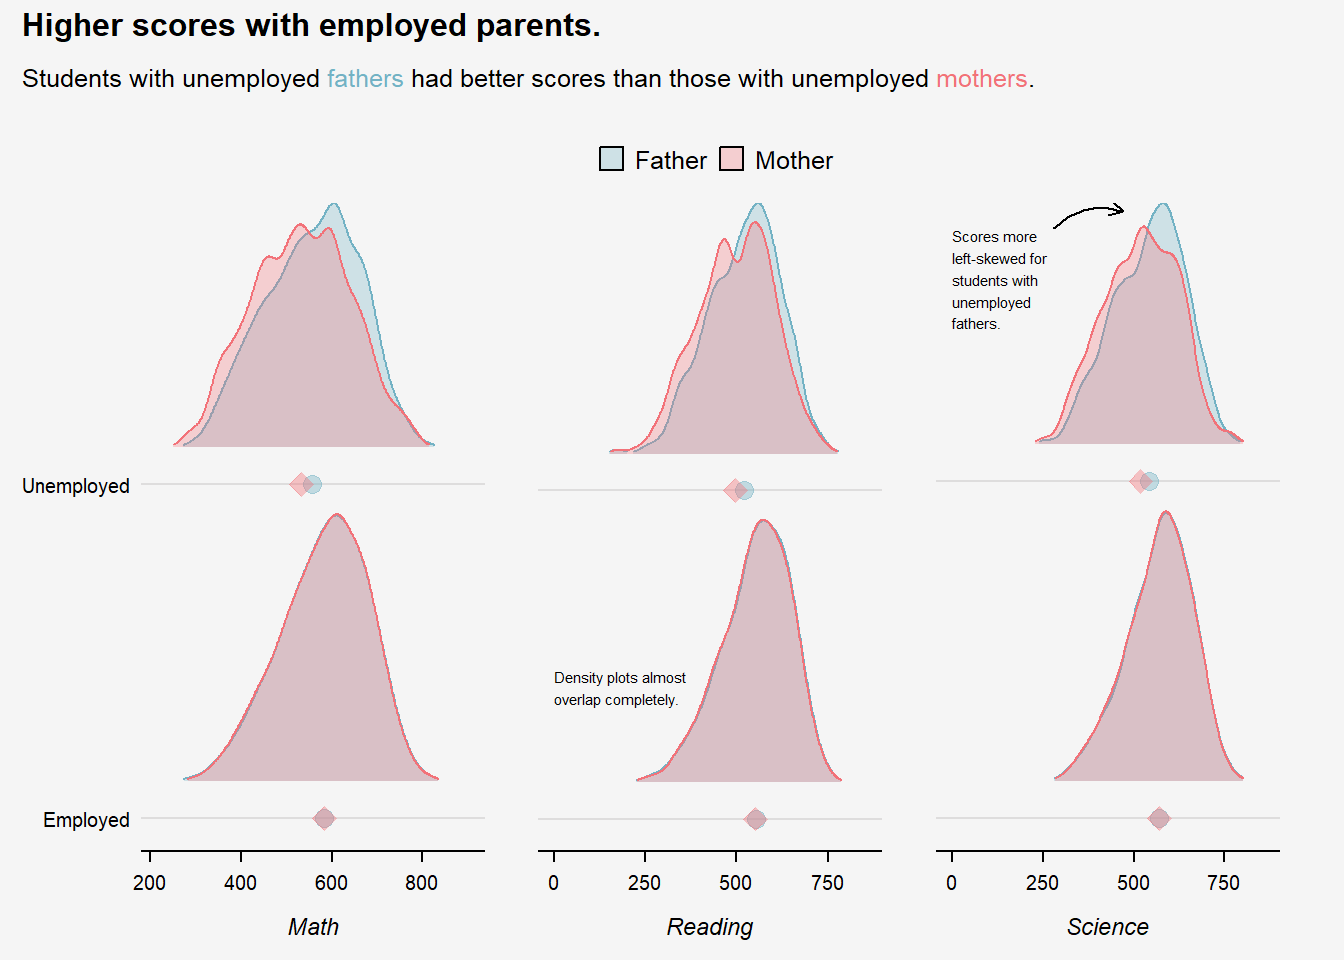 Higher scores with employed parents.
Students with unemployed fathers had better scores than those with unemployed mothers.
Father Mother
Scores more
left-skewed for
students with
unemployed
fathers.
Unemployed
Density plots almost
overlap completely.
Employed
200 400 600 800
0 250 500 750
0 250 500 750
Math
Reading
Science